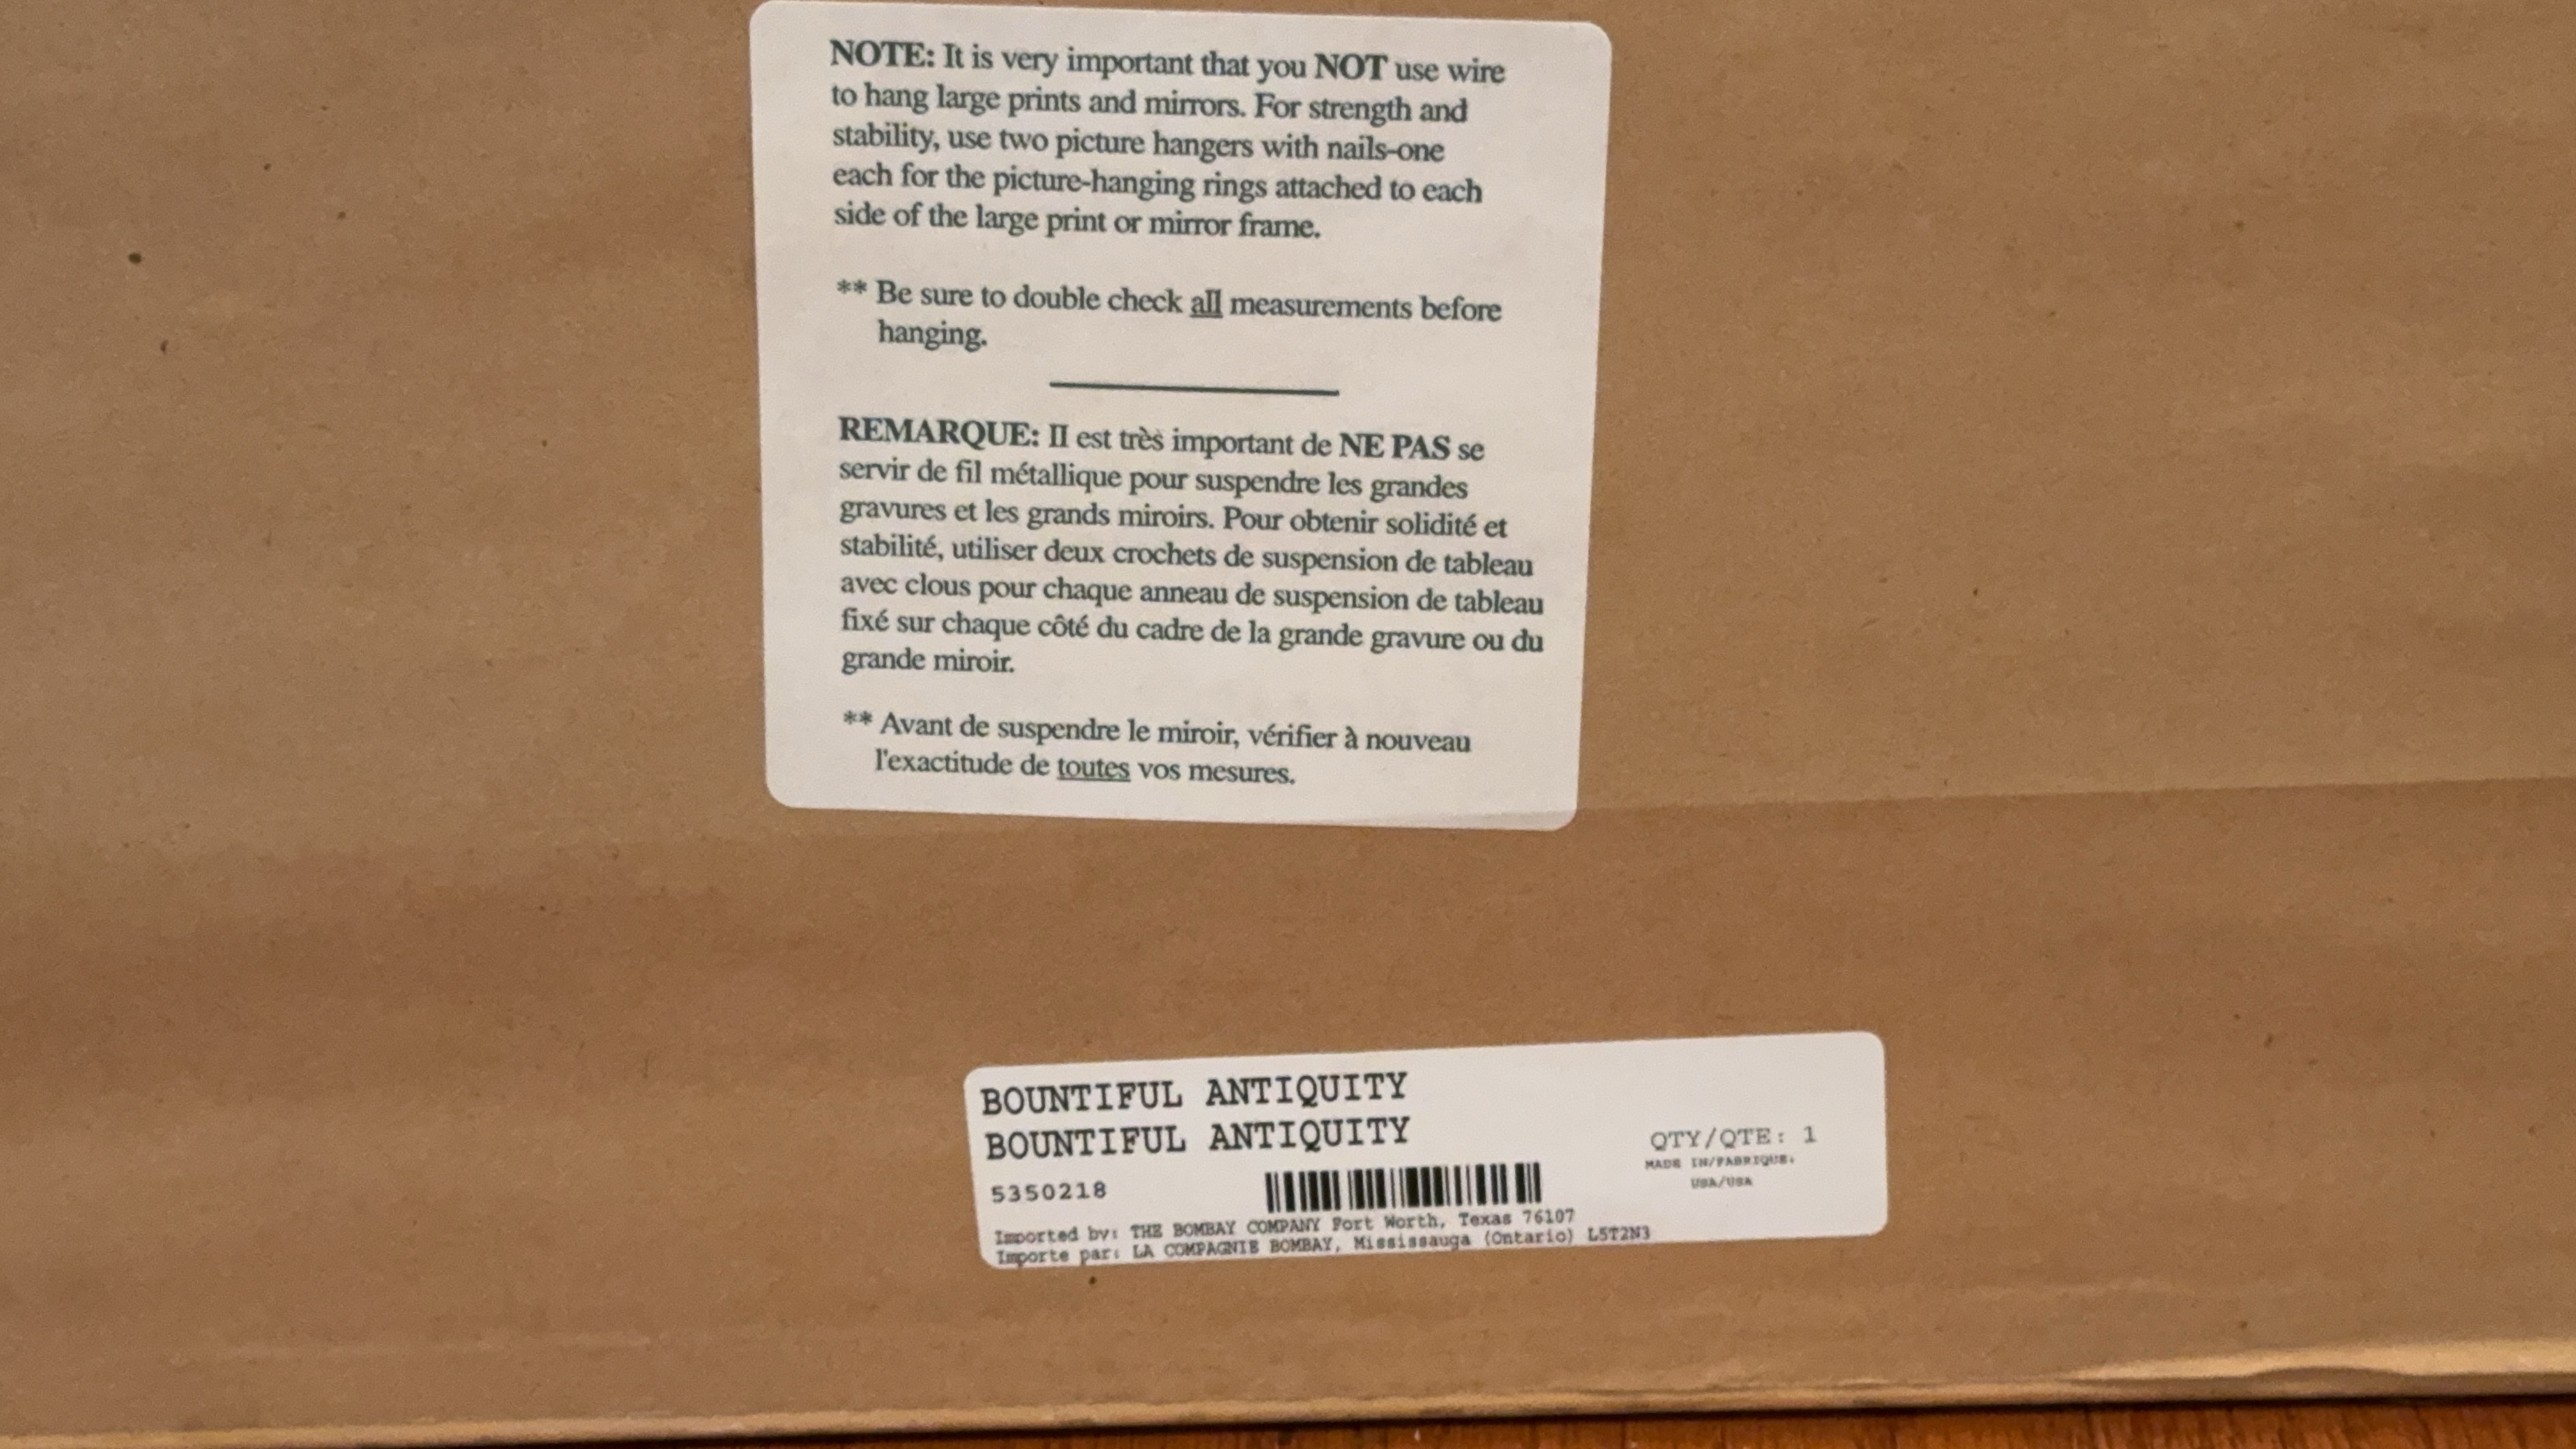 NOTE: It is very important that you NOT use wire
to hang large prints and mirrors. For strength and
stability, use two picture hangers with nails-one
each for the picture-hanging rings attached to each
side of the large print or mirror frame.
** Be sure to double check all measurements before
hanging.
REMARQUE: Il est très important de NE PAS se
servir de fil métallique pour suspendre les grandes
gravures et les grands miroirs. Pour obtenir solidité et
stabilité, utiliser deux crochets de suspension de tableau
avec clous pour chaque anneau de suspension de tableau
fixé sur chaque côté du cadre de la grande gravure ou du
grande miroir.
** Avant de suspendre le miroir, vérifier à nouveau
l'exactitude de toutes vos mesures.
BOUNTIFUL ANTIQUITY
BOUNTIFUL ANTIQUITY
5350218
QTY/QTE: 1
MADE IN/FABRIQUE:
USA/USA
Imported by: THE BOMBAY COMPANY Fort Worth, Texas 76107
Importe par: LA COMPAGNIE BOMBAY, Mississauga (Ontario) L5T2N3